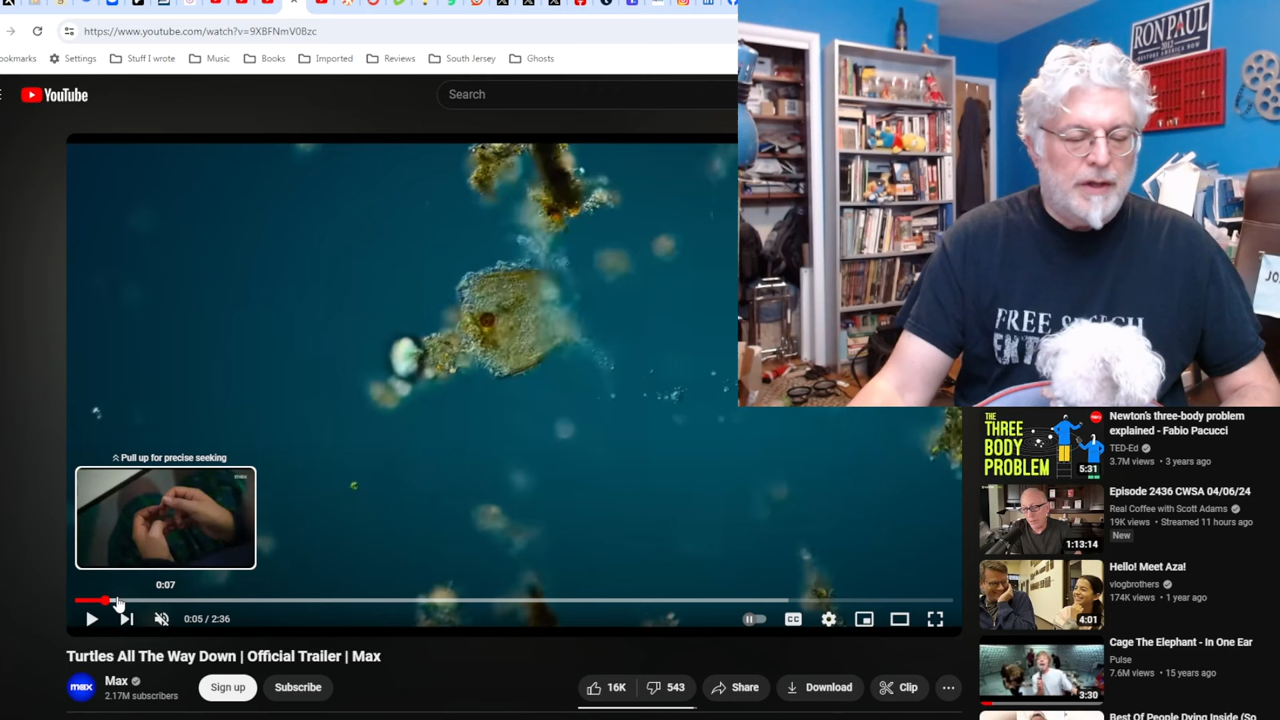 https://www.youtube.com/watch?v=9XBFNmV0Bzc
okmarks
Settings
Stuff I wrote
Music
Books
Imported
Reviews
South Jersey
Ghosts
YouTube
Search
RON PAUL
2012
FREE SPEECH
Pull up for precise seeking
0:07
0:05 / 2:36
CC
Turtles All The Way Down | Official Trailer | Max
max
Max
2.17M subscribers
Sign up
Subscribe
16K
543
Share
Download
Clip
THE
THREE
BODY
PROBLEM
5:31
Newton's three-body problem
explained - Fabio Pacucci
TED-Ed
3.7M views • 3 years ago
1:13:14
Episode 2436 CWSA 04/06/24
Real Coffee with Scott Adams
19K views • Streamed 11 hours ago
New
4:01
Hello! Meet Aza!
vlogbrothers
174K views • 1 year ago
3:30
Cage The Elephant - In One Ear
Pulse
7.6M views • 15 years ago
Best Of People Dying Inside (So